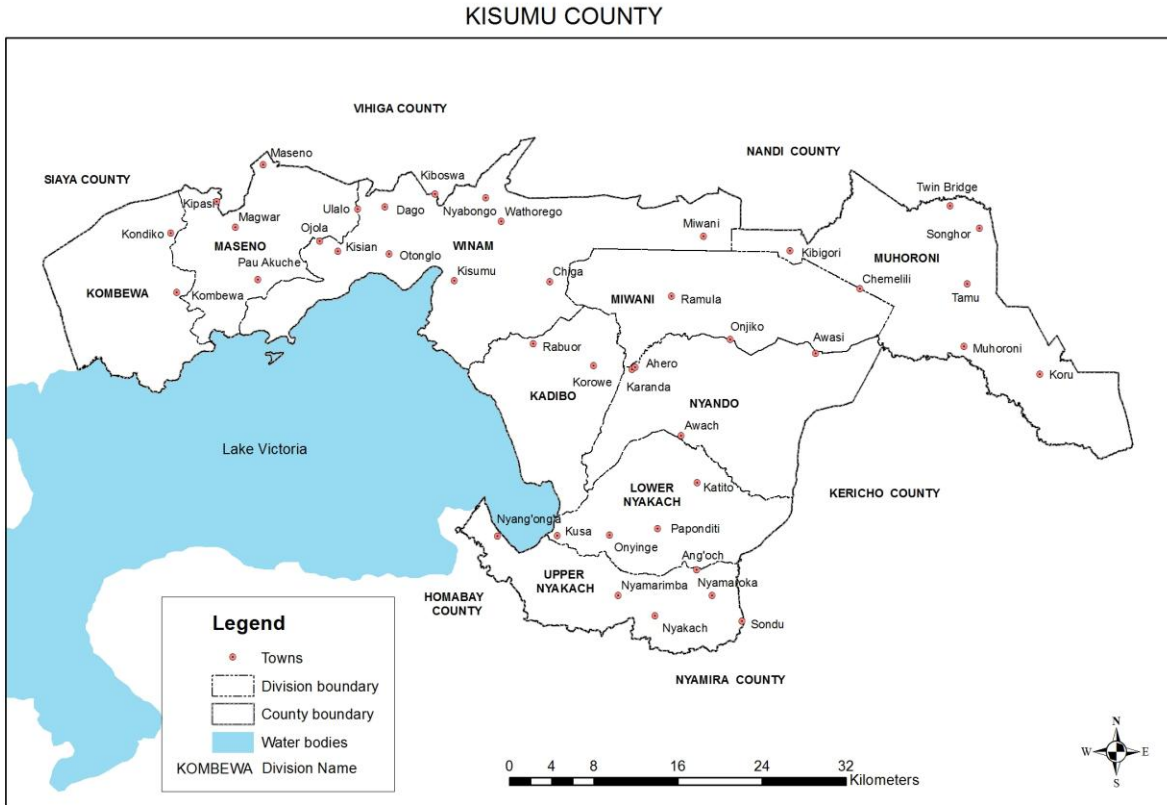 KISUMU COUNTY
VIHIGA COUNTY
NANDI COUNTY
SIAYA COUNTY
Maseno
Kiboswa
Twin Bridge
Kipasi
Ulalo
Dago
Nyabongo
Wathorego
Magwar
Kondiko
Miwani
Songhor
Ojola
MASENO
Kisian
WINAM
Kibigori
MUHORONI
Otonglo
Pau Akuche
Kisumu
Chiga
Chemelili
Tamu
KOMBEWA
Kombewa
MIWANI
Ramula
Onjiko
Awasi
Rabuor
Muhoroni
Ahero
Korowe
Karanda
Koru
KADIBO
NYANDO
Awach
Lake Victoria
LOWER
NYAKACH
Katito
KERICHO COUNTY
Nyang'onga
Kusa
Onyinge
Paponditi
Ang'och
UPPER
NYAKACH
Nyamarimba
Nyamaroka
HOMABAY
COUNTY
Nyakach
Sondu
NYAMIRA COUNTY
Legend
Towns
Division boundary
County boundary
Water bodies
KOMBEWA Division Name
0 4 8 16 24 32
Kilometers
N
W E
S